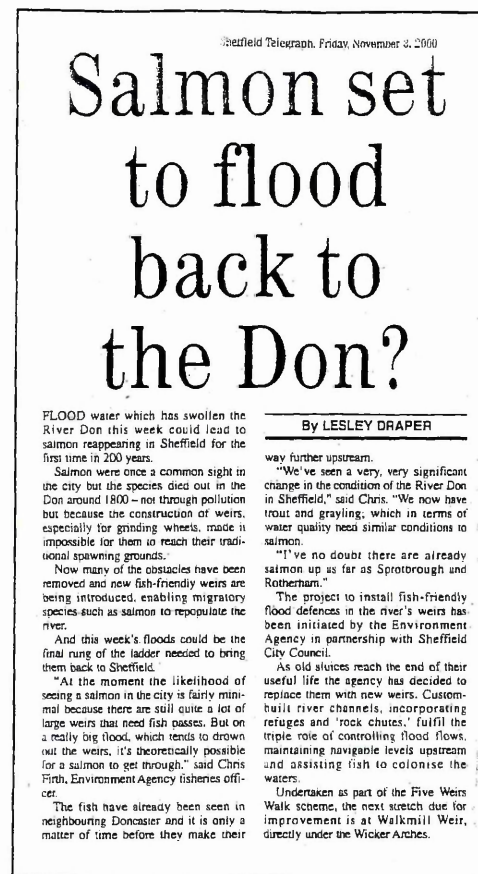 Sheffield Telegraph, Friday, November 3, 2000
Salmon set
to flood
back to
the Don?
FLOOD water which has swollen the
River Don this week could lead to
salmon reappearing in Sheffield for the
first time in 200 years.
Salmon were once a common sight in
the city but the species died out in the
Don around 1800 – not through pollution
but because the construction of weirs,
especially for grinding wheels, made it
impossible for them to reach their tradi-
tional spawning grounds.
Now many of the obstacles have been
removed and new fish-friendly weirs are
being introduced, enabling migratory
species such as salmon to repopulate the
river.
And this week's floods could be the
final rung of the ladder needed to bring
them back to Sheffield.
"At the moment the likelihood of
seeing a salmon in the city is fairly mini-
mal because there are still quite a lot of
large weirs that need fish passes. But on
a really big flood, which tends to drown
out the weirs, it's theoretically possible
for a salmon to get through," said Chris
Firth, Environment Agency fisheries offi-
cer.
The fish have already been seen in
neighbouring Doncaster and it is only a
matter of time before they make their
By LESLEY DRAPER
way further upstream.
"We've seen a very, very significant
change in the condition of the River Don
in Sheffield," said Chris. "We now have
trout and grayling, which in terms of
water quality need similar conditions to
salmon.
"I've no doubt there are already
salmon up as far as Sprotbrough and
Rotherham."
The project to install fish-friendly
flood defences in the river's weirs has
been initiated by the Environment
Agency in partnership with Sheffield
City Council.
As old sluices reach the end of their
useful life the agency has decided to
replace them with new weirs. Custom-
built river channels, incorporating
refuges and 'rock chutes,' fulfil the
triple role of controlling flood flows,
maintaining navigable levels upstream
and assisting fish to colonise the
waters.
Undertaken as part of the Five Weirs
Walk scheme, the next stretch due for
improvement is at Walkmill Weir,
directly under the Wicker Arches.